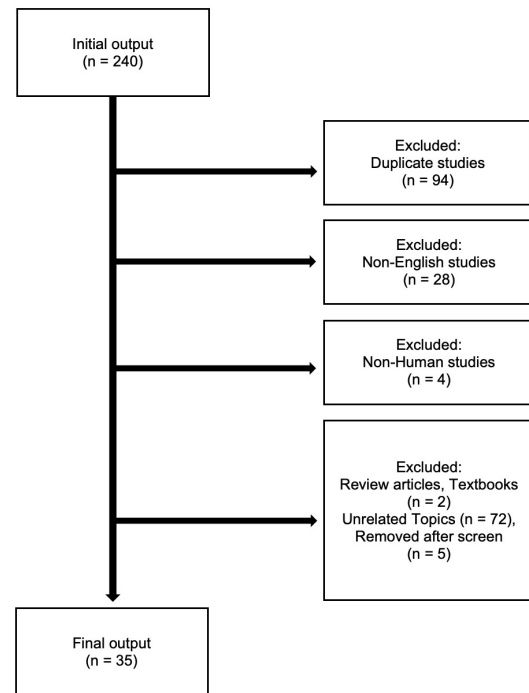 Initial output
(n = 240)
Excluded:
Duplicate studies
(n = 94)
Excluded:
Non-English studies
(n = 28)
Excluded:
Non-Human studies
(n = 4)
Excluded:
Review articles, Textbooks
(n = 2)
Unrelated Topics (n = 72),
Removed after screen
(n = 5)
Final output
(n = 35)